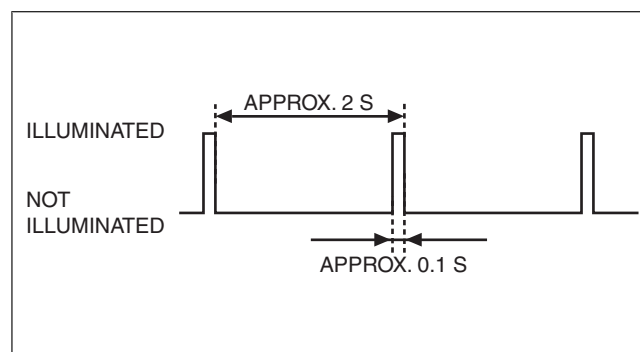 APPROX. 2 S
ILLUMINATED
NOT
ILLUMINATED
APPROX. 0.1 S